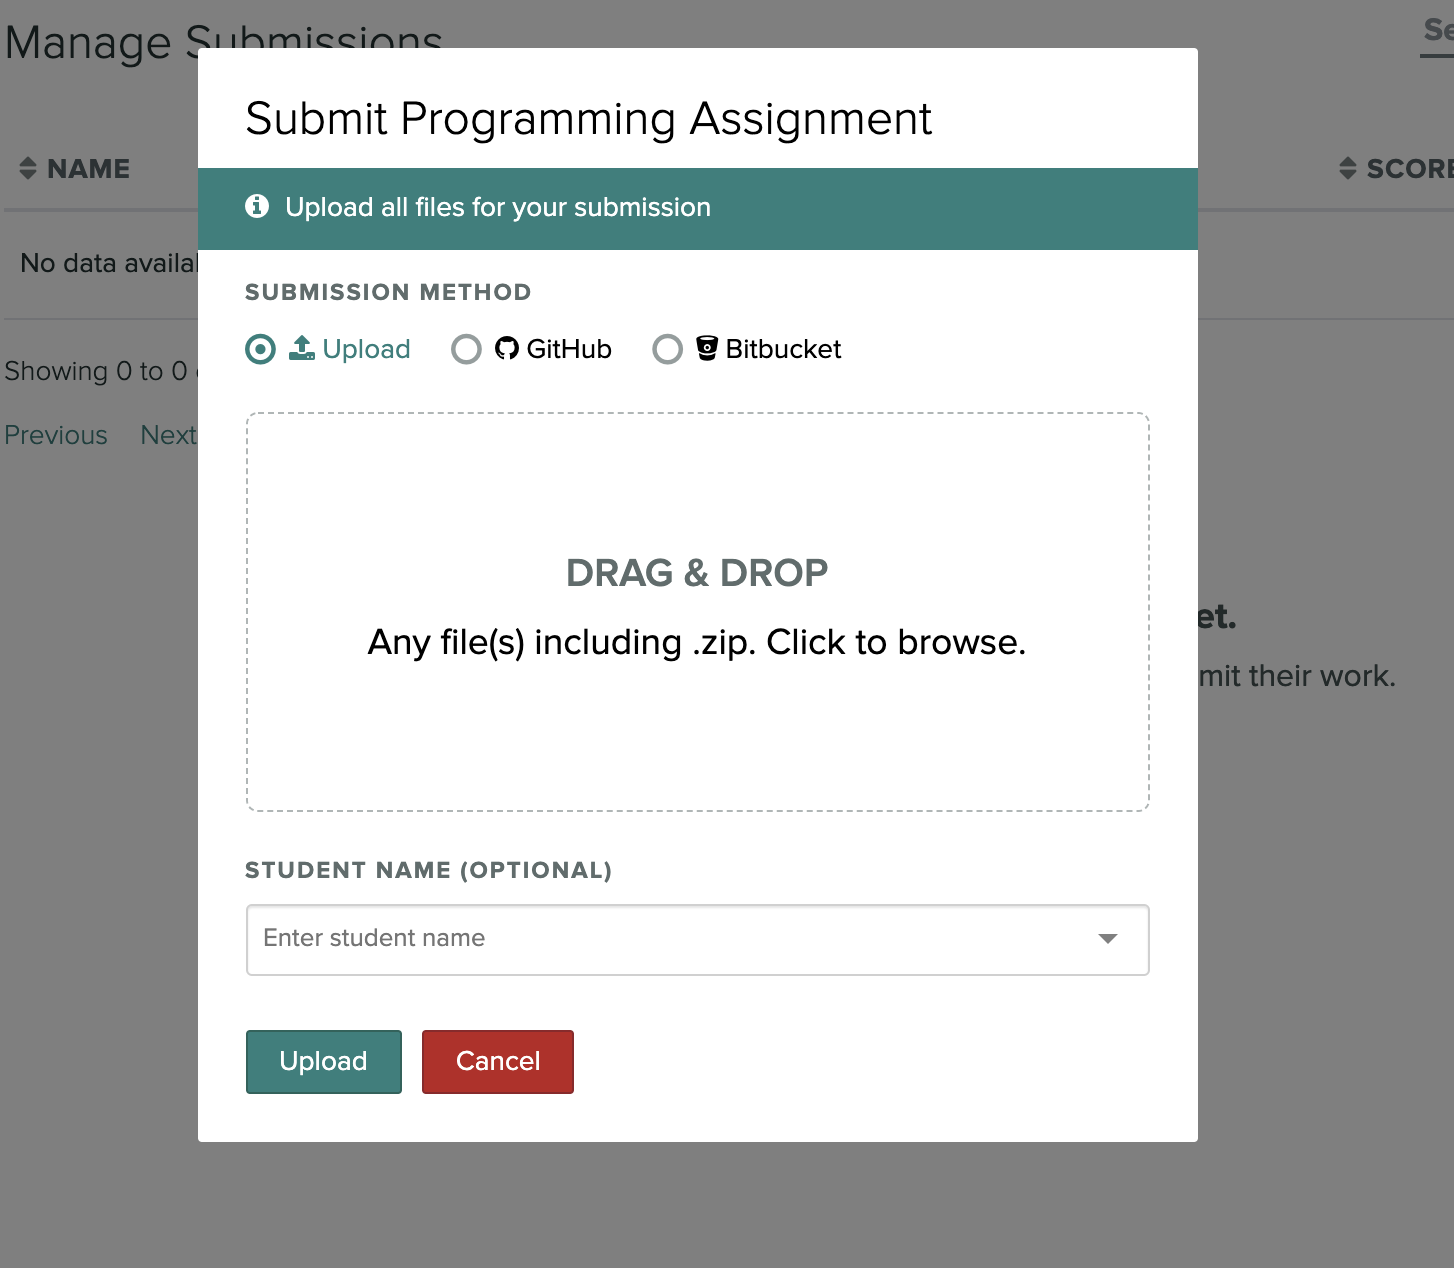 Manage Submissions
Se
NAME
SCORE
No data availal
Showing 0 to 0
Previous Next
et.
mit their work.
Submit Programming Assignment
Upload all files for your submission
SUBMISSION METHOD
Upload GitHub Bitbucket
DRAG & DROP
Any file(s) including .zip. Click to browse.
STUDENT NAME (OPTIONAL)
Enter student name
Upload Cancel